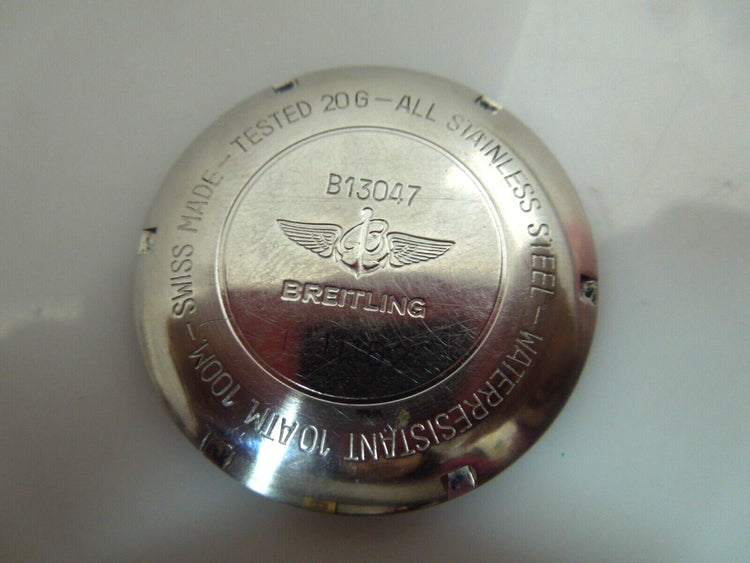 TESTED 20G – ALL STAINLESS STEEL – WATERRESISTANT 10ATM 100M. – SWISS MADE –
B13047
BREITLING